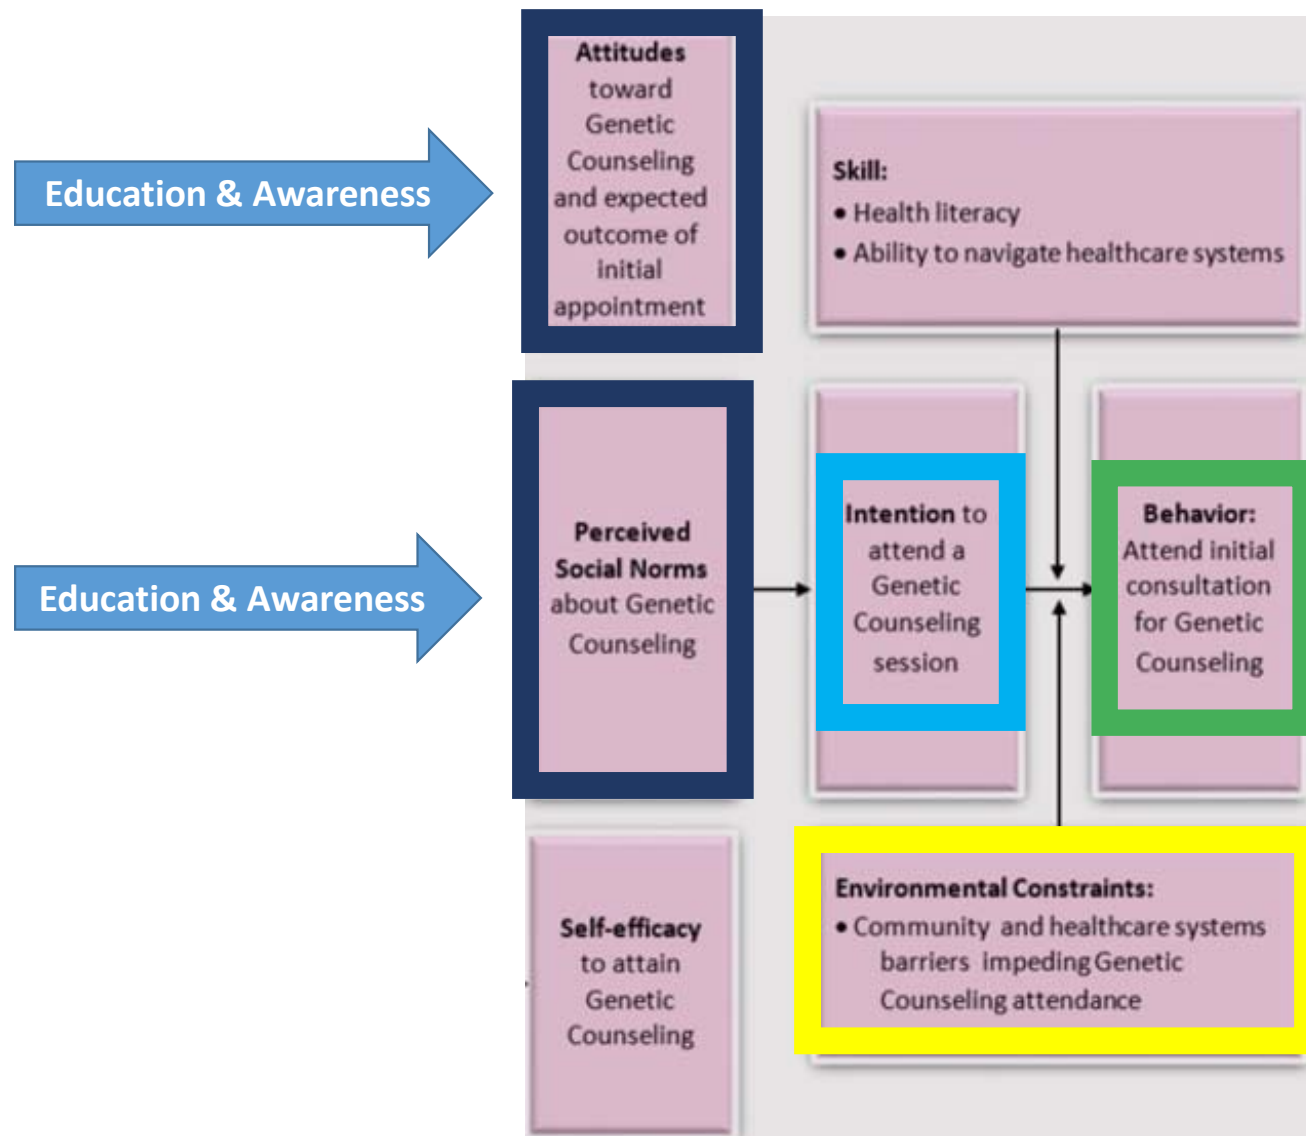 Education & Awareness
Attitudes
toward
Genetic
Counseling
and expected
outcome of
initial
appointment
Skill:
• Health literacy
• Ability to navigate healthcare systems
Education & Awareness
Perceived
Social Norms
about Genetic
Counseling
Intention to
attend a
Genetic
Counseling
session
Behavior:
Attend initial
consultation
for Genetic
Counseling
Self-efficacy
to attain
Genetic
Counseling
Environmental Constraints:
• Community and healthcare systems
barriers impeding Genetic
Counseling attendance